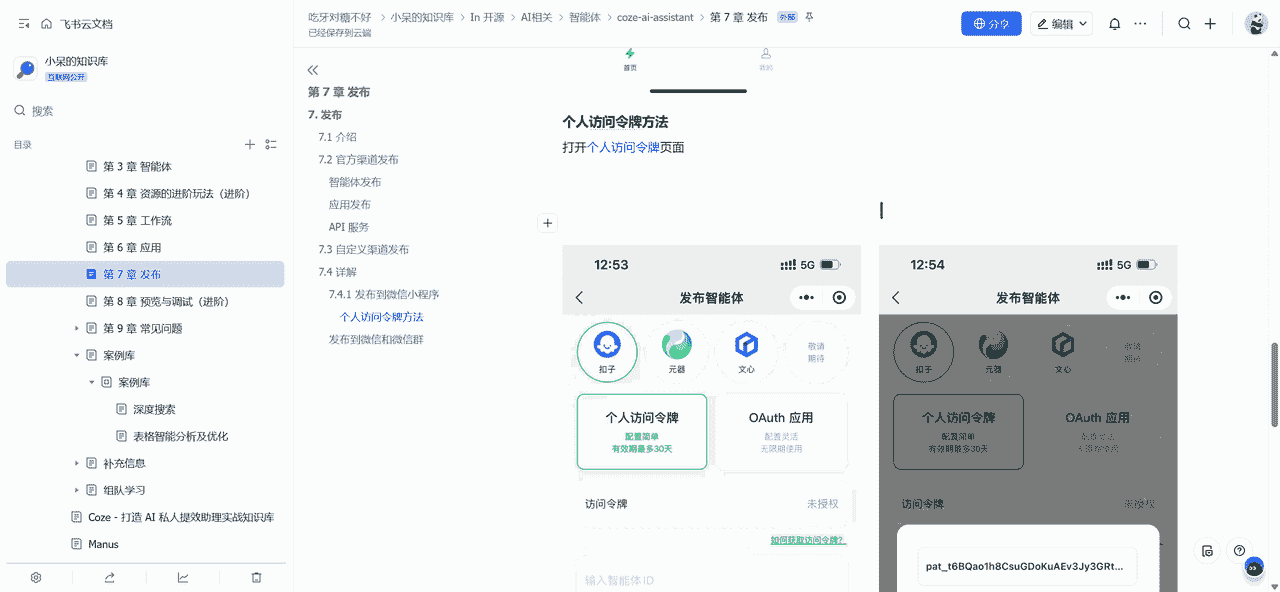 飞书云文档
小呆的知识库
互联网公开
搜索
目录
第 3 章 智能体
第 4 章 资源的进阶玩法（进阶）
第 5 章 工作流
第 6 章 应用
第 7 章 发布
第 8 章 预览与调试（进阶）
第 9 章 常见问题
案例库
案例库
深度搜索
表格智能分析及优化
补充信息
组队学习
Coze - 打造 AI 私人提效助理实战知识库
Manus
吃牙对糖不好 > 小呆的知识库 > In 开源 > AI相关 > 智能体 > coze-ai-assistant > 第 7 章 发布 外部
已经保存到云端
分享
编辑
第 7 章 发布
7. 发布
7.1 介绍
7.2 官方渠道发布
智能体发布
应用发布
API 服务
7.3 自定义渠道发布
7.4 详解
7.4.1 发布到微信小程序
个人访问令牌方法
发布到微信和微信群
首页
我的
个人访问令牌方法
打开个人访问令牌页面
12:53
5G
发布智能体
扣子
元器
文心
敬请
期待
个人访问令牌
配置简单
有效期最多30天
OAuth 应用
配置灵活
无限期使用
访问令牌
未授权
如何获取访问令牌?
输入智能体ID
12:54
5G
发布智能体
扣子
元器
文心
敬请
期待
个人访问令牌
配置简单
有效期最多30天
OAuth 应用
配置灵活
无限期使用
访问令牌
未授权
pat_t6BQao1h8CsuGDoKuAEv3Jy3GRt...